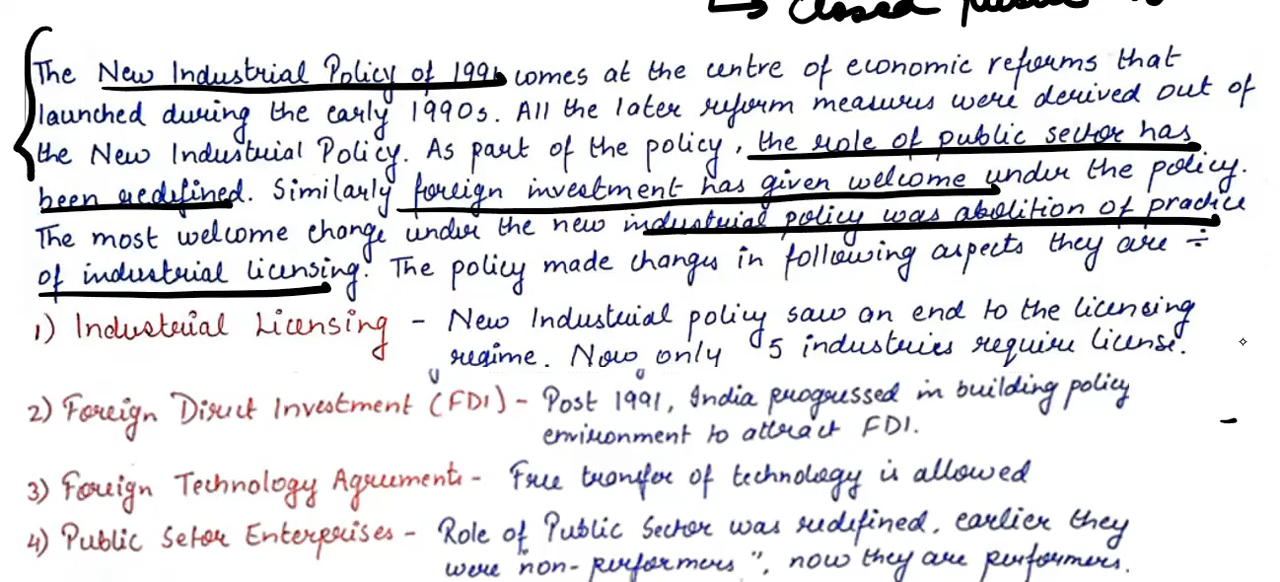 ↳ closed
The New Industrial Policy of 1991 comes at the centre of economic reforms that
launched during the early 1990s. All the later reform measures were derived out of
the New Industrial Policy. As part of the policy, the role of public sector has
been redefined. Similarly foreign investment has given welcome under the policy.
The most welcome change under the new industrial policy was abolition of practice
of industrial licensing. The policy made changes in following aspects they are ÷
1) Industrial Licensing - New Industrial policy saw an end to the licensing
regime. Now only 5 industries require license.
2) Foreign Direct Investment (FDI) - Post 1991, India progressed in building policy
environment to attract FDI.
3) Foreign Technology Agreements - Free transfer of technology is allowed
4) Public Setor Enterprises - Role of Public Sector was redefined, earlier they
were "non-performers", now they are performers.